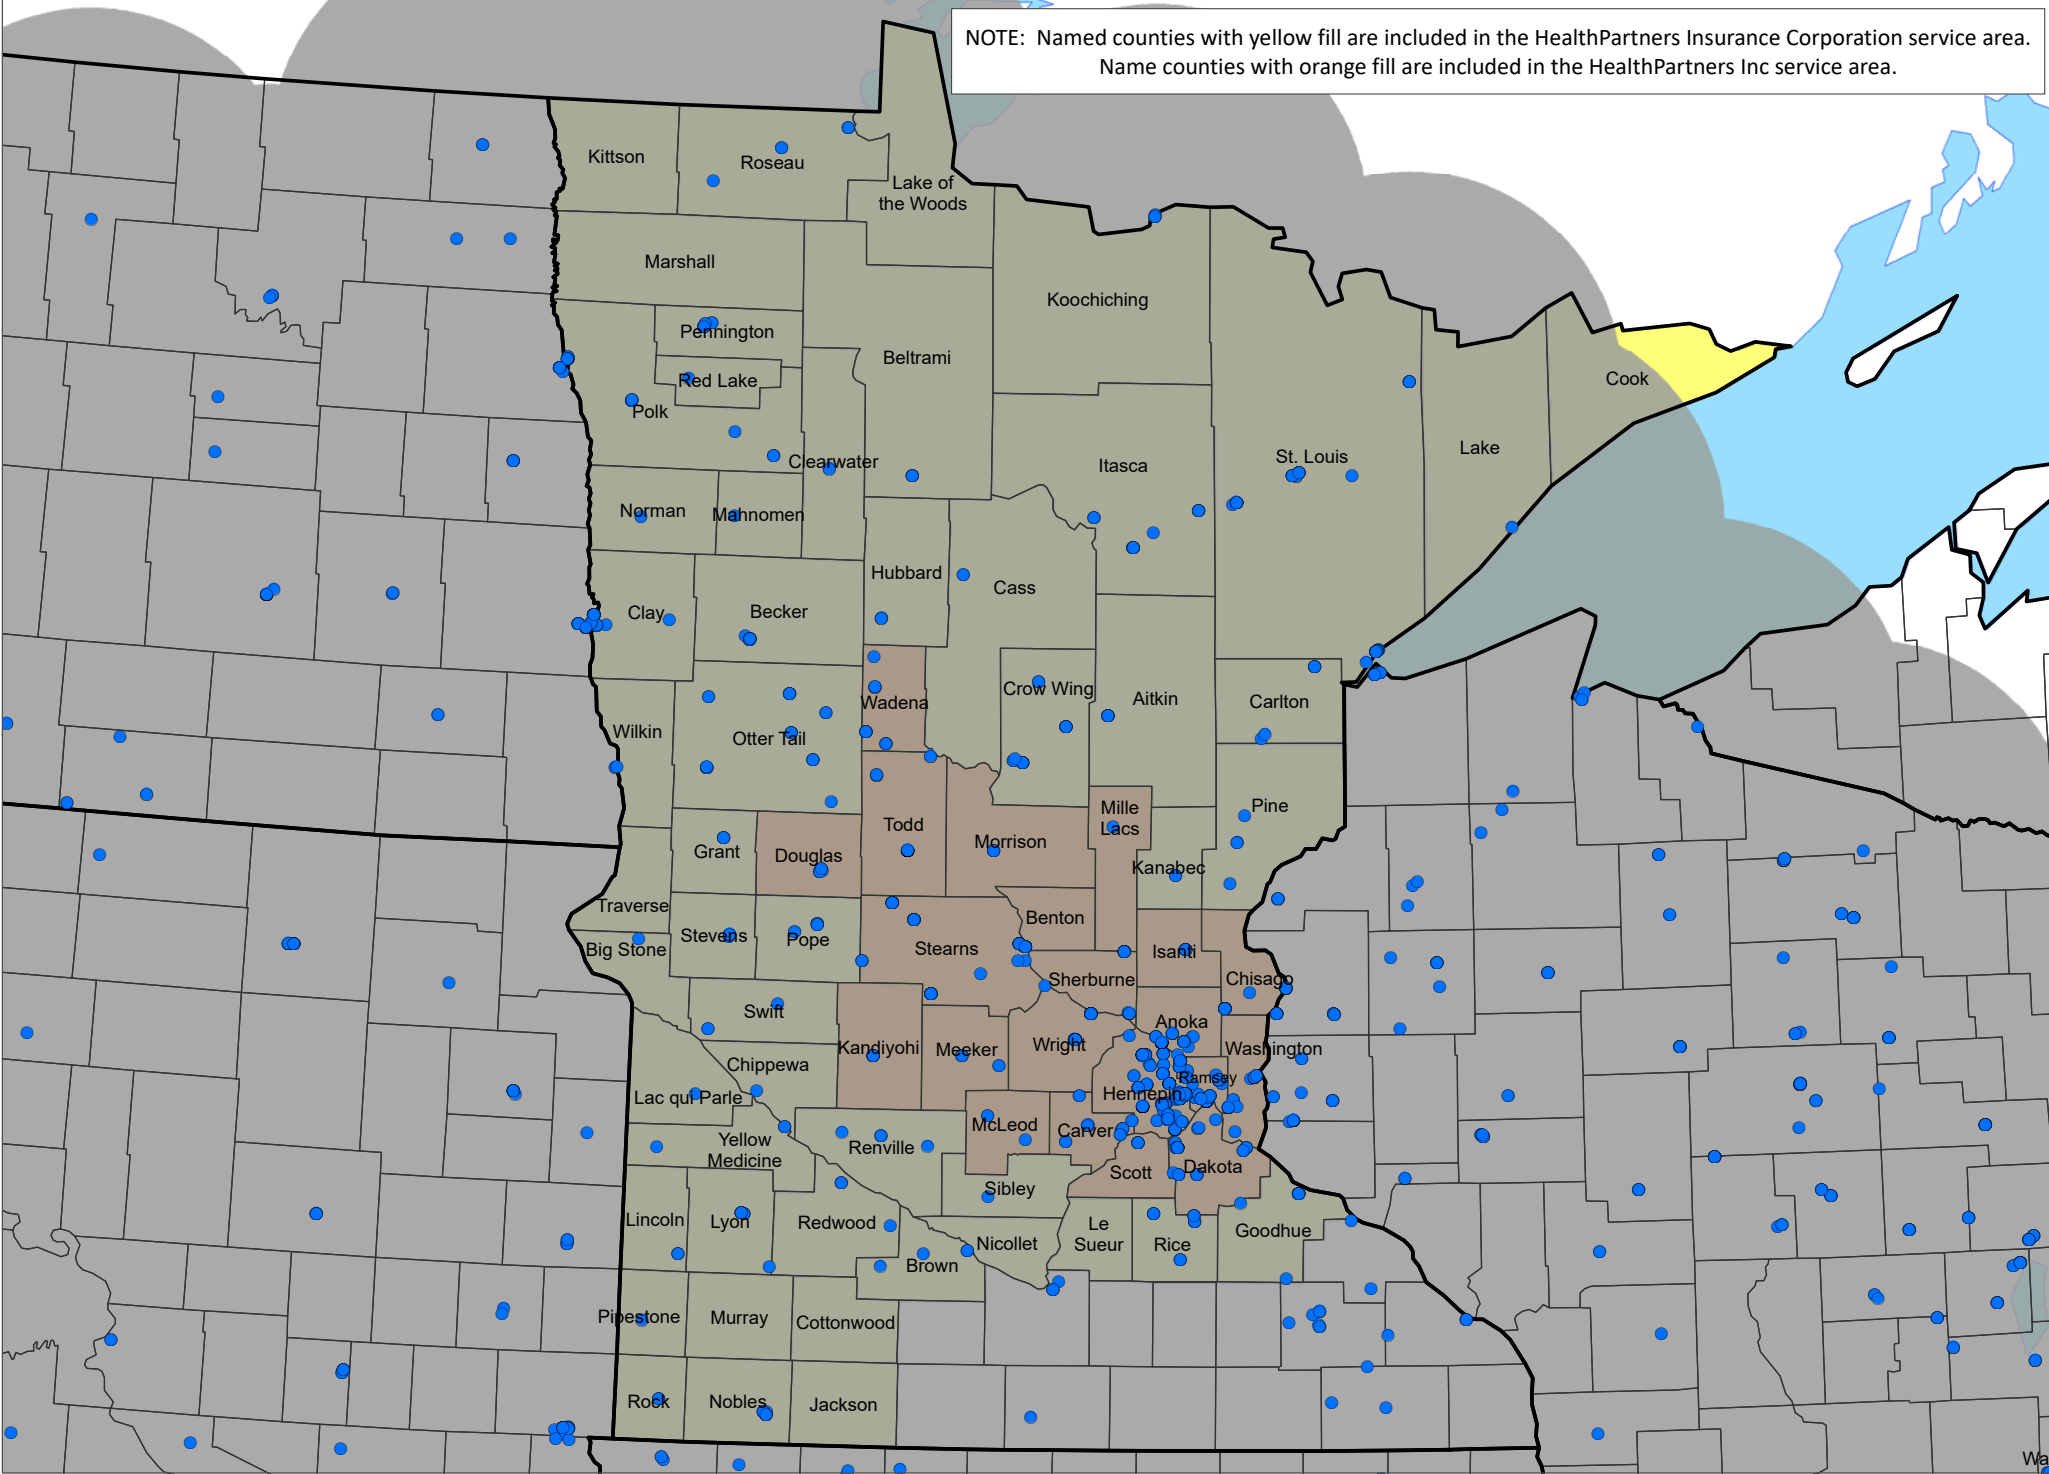 NOTE: Named counties with yellow fill are included in the HealthPartners Insurance Corporation service area.
Name counties with orange fill are included in the HealthPartners Inc service area.
Kittson
Roseau
Lake of
the Woods
Marshall
Koochiching
Pennington
Beltrami
Red Lake
Cook
Polk
Clearwater
Itasca
St. Louis
Lake
Norman
Mahnomen
Hubbard
Cass
Clay
Becker
Crow Wing
Aitkin
Carlton
Wadena
Wilkin
Otter Tail
Pine
Mille
Lacs
Todd
Morrison
Grant
Douglas
Kanabec
Traverse
Benton
Stevens
Pope
Big Stone
Stearns
Isanti
Sherburne
Chisago
Swift
Anoka
Kandiyohi
Meeker
Wright
Washington
Chippewa
Ramsey
Hennepin
Lac qui Parle
McLeod
Carver
Yellow
Medicine
Renville
Scott
Dakota
Sibley
Lincoln
Lyon
Redwood
Le
Sueur
Rice
Goodhue
Nicollet
Brown
Pipestone
Murray
Cottonwood
Rock
Nobles
Jackson
Wa